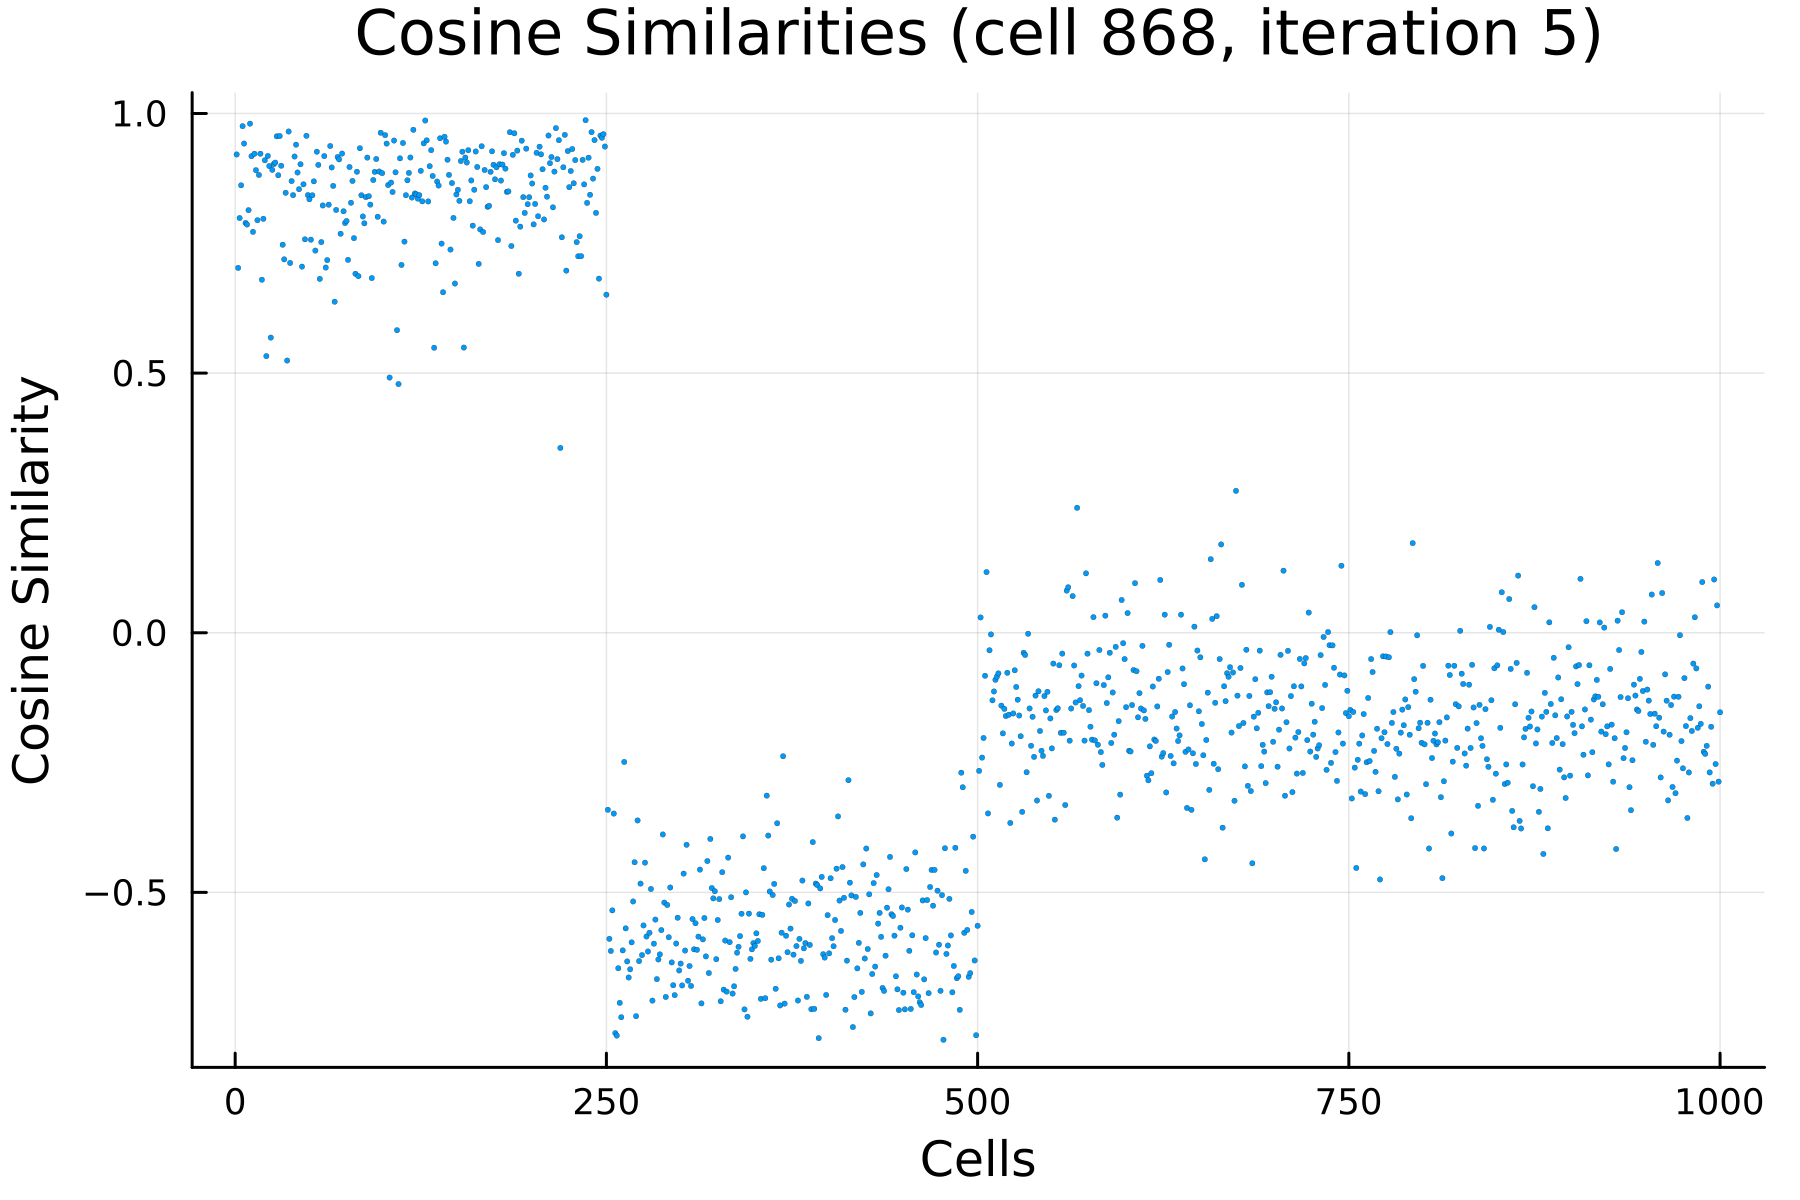 Cosine Similarities (cell 868, iteration 5)
Cosine Similarity
1.0
0.5
0.0
−0.5
0 250 500 750 1000
Cells